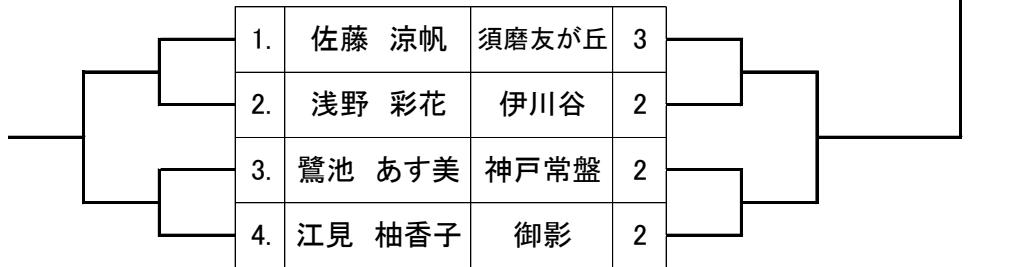 1. 佐藤 涼帆 須磨友が丘 3
2. 浅野 彩花 伊川谷 2
3. 鷺池 あす美 神戸常盤 2
4. 江見 柚香子 御影 2